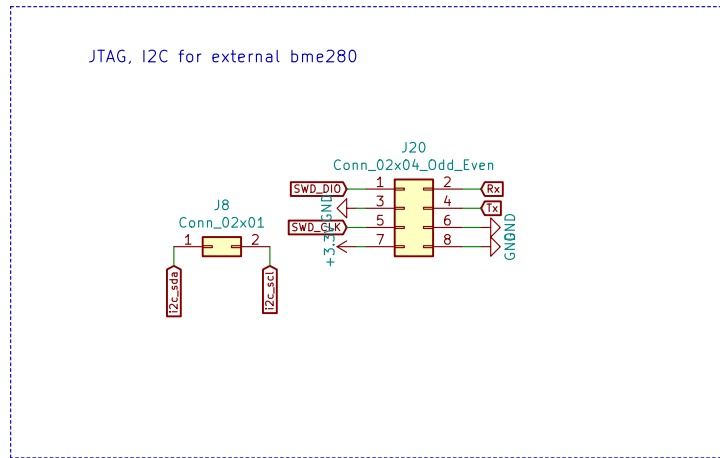 JTAG, I2C for external bme280
J20
Conn_02x04_Odd_Even
SWD_DIO 1 2 Rx
GND 3 4 Tx
SWD_CLK 5 6 GND
+3.3V 7 8 GND
J8
Conn_02x01
1 2
i2c_sda
i2c_scl